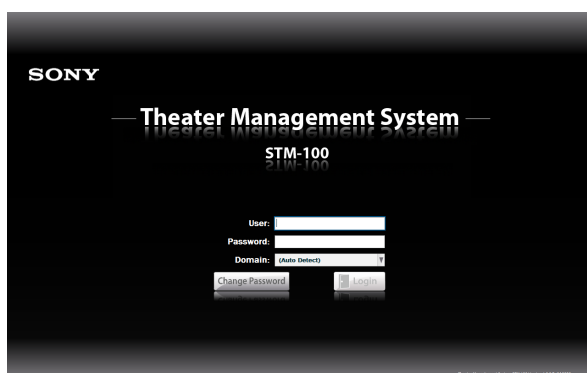 SONY
Theater Management System
STM-100
User:
Password:
Domain: (Auto Detect)
Change Password Login